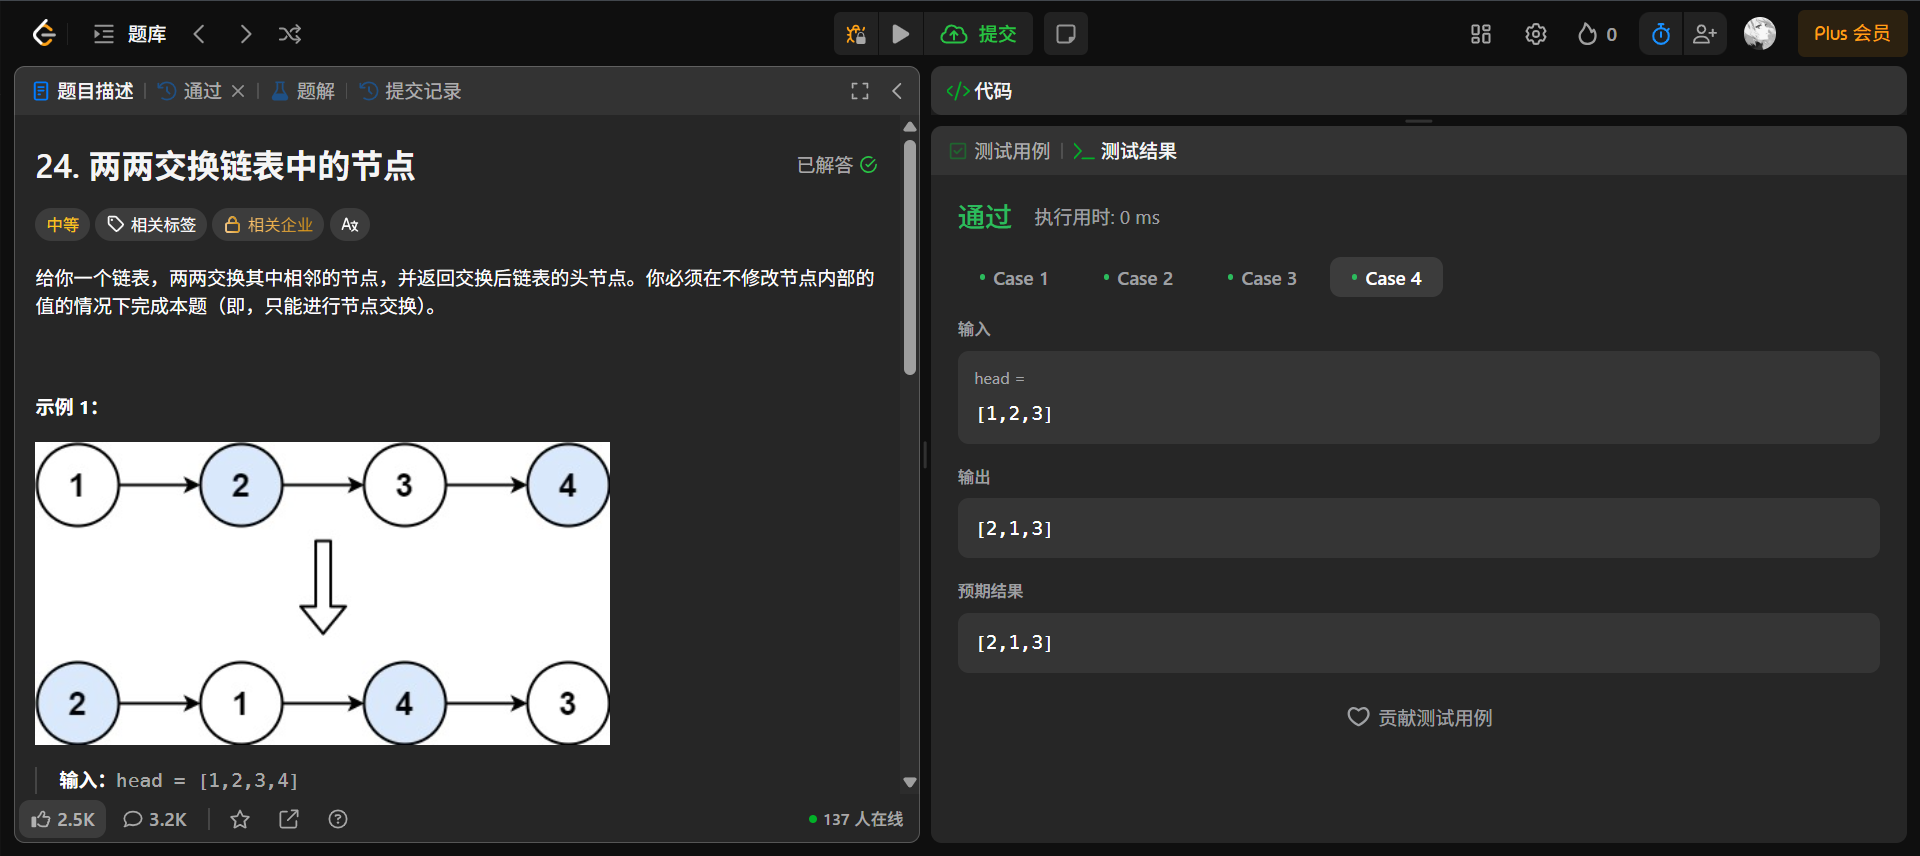 题库
提交
0
Plus 会员
题目描述
通过
题解
提交记录
24. 两两交换链表中的节点
已解答
中等
相关标签
相关企业
给你一个链表，两两交换其中相邻的节点，并返回交换后链表的头节点。你必须在不修改节点内部的
值的情况下完成本题（即，只能进行节点交换）。
示例 1：
1 2 3 4
2 1 4 3
输入：head = [1,2,3,4]
2.5K
3.2K
137 人在线
</> 代码
测试用例
>_ 测试结果
通过
执行用时: 0 ms
Case 1
Case 2
Case 3
Case 4
输入
head =
[1,2,3]
输出
[2,1,3]
预期结果
[2,1,3]
贡献测试用例